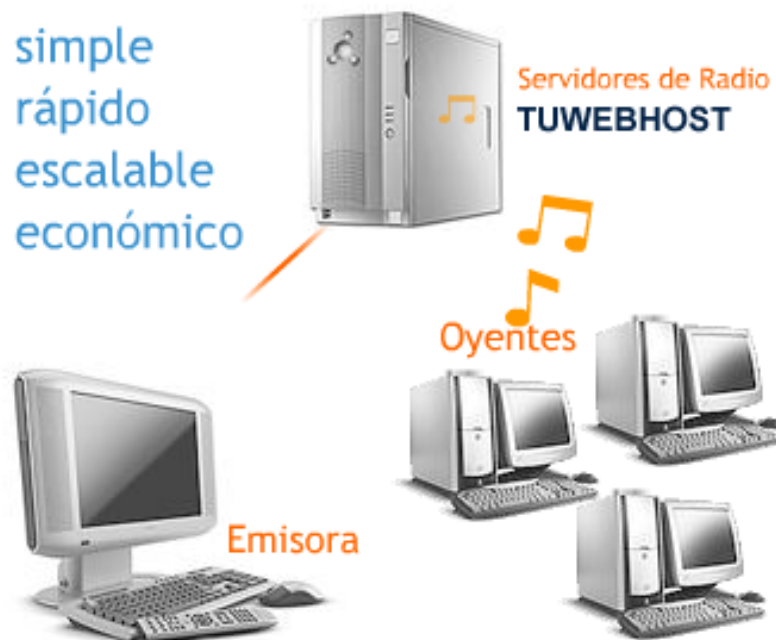 simple
rápido
escalable
económico
Servidores de Radio
TUWEBHOST
Oyentes
Emisora